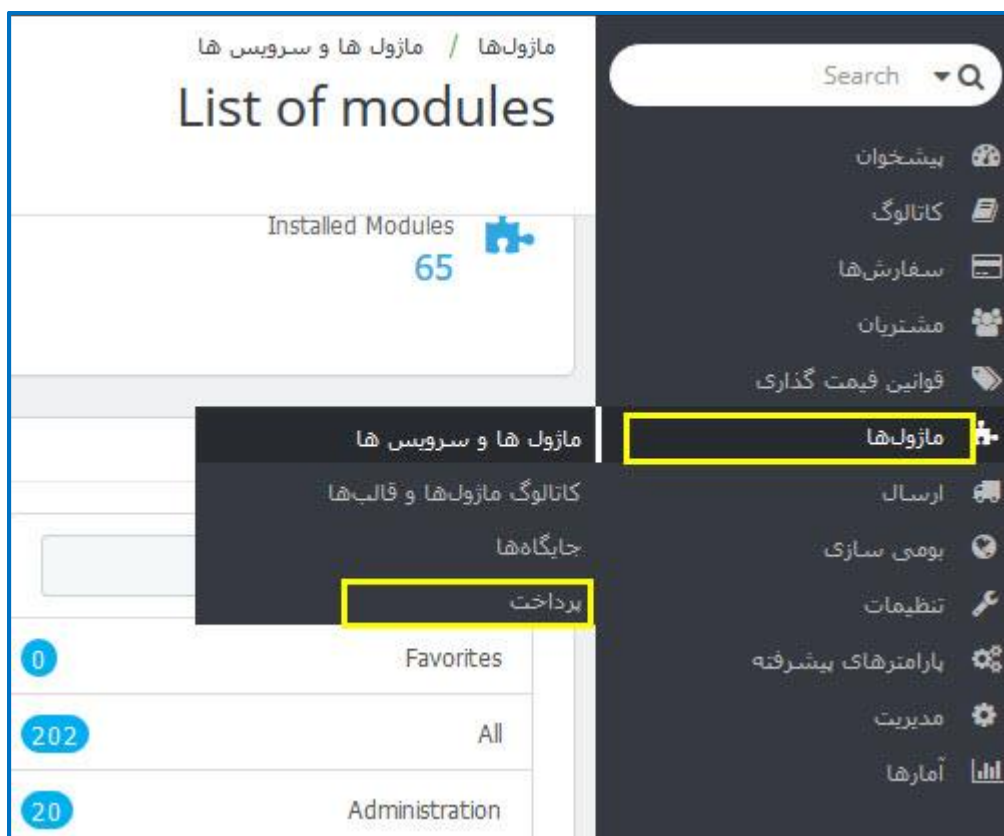 ماژول‌ها / ماژول ها و سرویس ها
List of modules
Installed Modules
65
Search
پیشخوان
کاتالوگ
سفارش‌ها
مشتریان
قوانین قیمت گذاری
ماژول‌ها
ارسال
بومی سازی
تنظیمات
پارامترهای پیشرفته
مدیریت
آمارها
ماژول ها و سرویس ها
کاتالوگ ماژول‌ها و قالب‌ها
جایگاه‌ها
پرداخت
Favorites 0
All 202
Administration 20